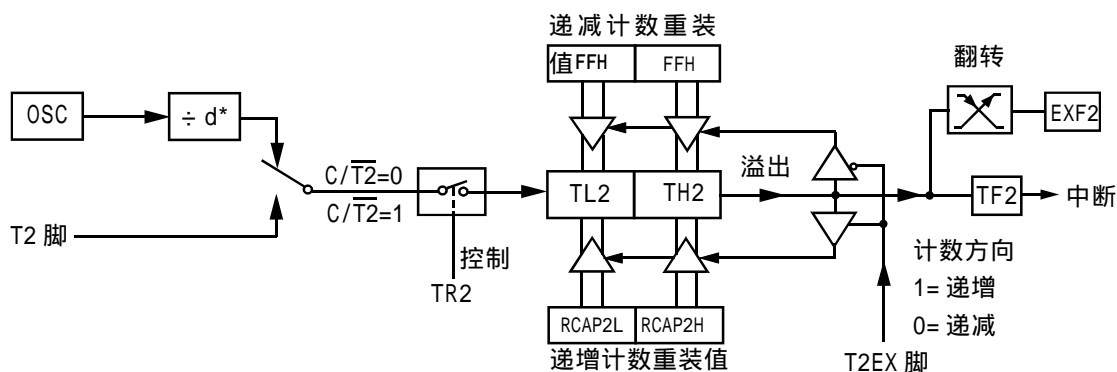 递减计数重装
值FFH
FFH
翻转
OSC
÷ d*
EXF2
C/T2=0
C/T2=1
TL2
TH2
溢出
TF2
中断
T2 脚
控制
TR2
计数方向
1= 递增
0= 递减
RCAP2L
RCAP2H
递增计数重装值
T2EX 脚